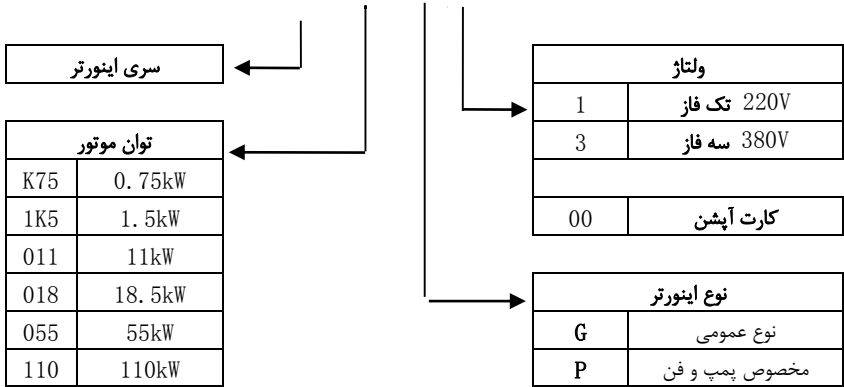 سری اینورتر
توان موتور
K75 0.75kW
1K5 1.5kW
011 11kW
018 18.5kW
055 55kW
110 110kW
ولتاژ
1 220V تک فاز
3 380V سه فاز
00 کارت آپشن
نوع اینورتر
G نوع عمومی
P مخصوص پمپ و فن